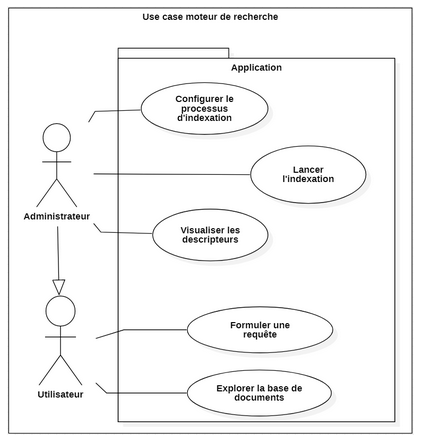 Use case moteur de recherche
Application
Configurer le
processus
d'indexation
Lancer
l'indexation
Administrateur
Visualiser les
descripteurs
Formuler une
requête
Utilisateur
Explorer la base de
documents